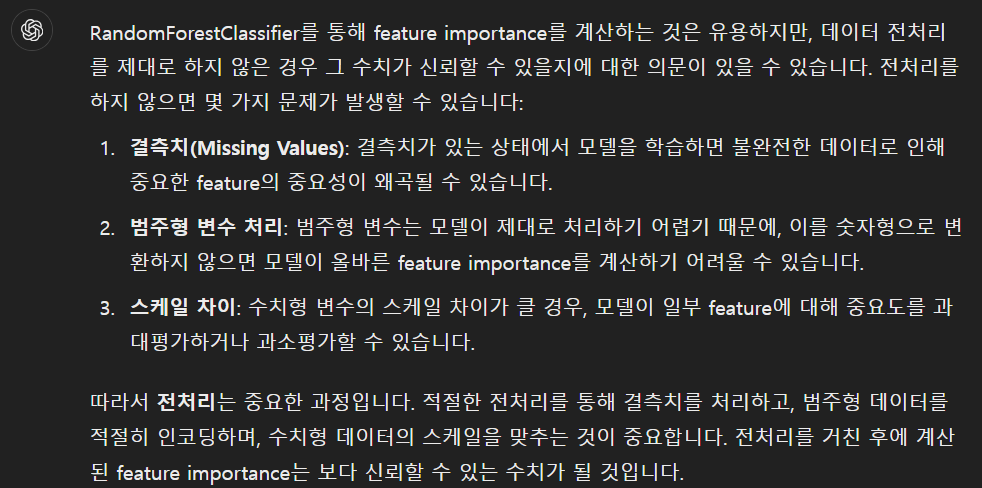 RandomForestClassifier를 통해 feature importance를 계산하는 것은 유용하지만, 데이터 전처리
를 제대로 하지 않은 경우 그 수치가 신뢰할 수 있을지에 대한 의문이 있을 수 있습니다. 전처리를
하지 않으면 몇 가지 문제가 발생할 수 있습니다:
1. 결측치(Missing Values): 결측치가 있는 상태에서 모델을 학습하면 불완전한 데이터로 인해
중요한 feature의 중요성이 왜곡될 수 있습니다.
2. 범주형 변수 처리: 범주형 변수는 모델이 제대로 처리하기 어렵기 때문에, 이를 숫자형으로 변
환하지 않으면 모델이 올바른 feature importance를 계산하기 어려울 수 있습니다.
3. 스케일 차이: 수치형 변수의 스케일 차이가 클 경우, 모델이 일부 feature에 대해 중요도를 과
대평가하거나 과소평가할 수 있습니다.
따라서 전처리는 중요한 과정입니다. 적절한 전처리를 통해 결측치를 처리하고, 범주형 데이터를
적절히 인코딩하며, 수치형 데이터의 스케일을 맞추는 것이 중요합니다. 전처리를 거친 후에 계산
된 feature importance는 보다 신뢰할 수 있는 수치가 될 것입니다.